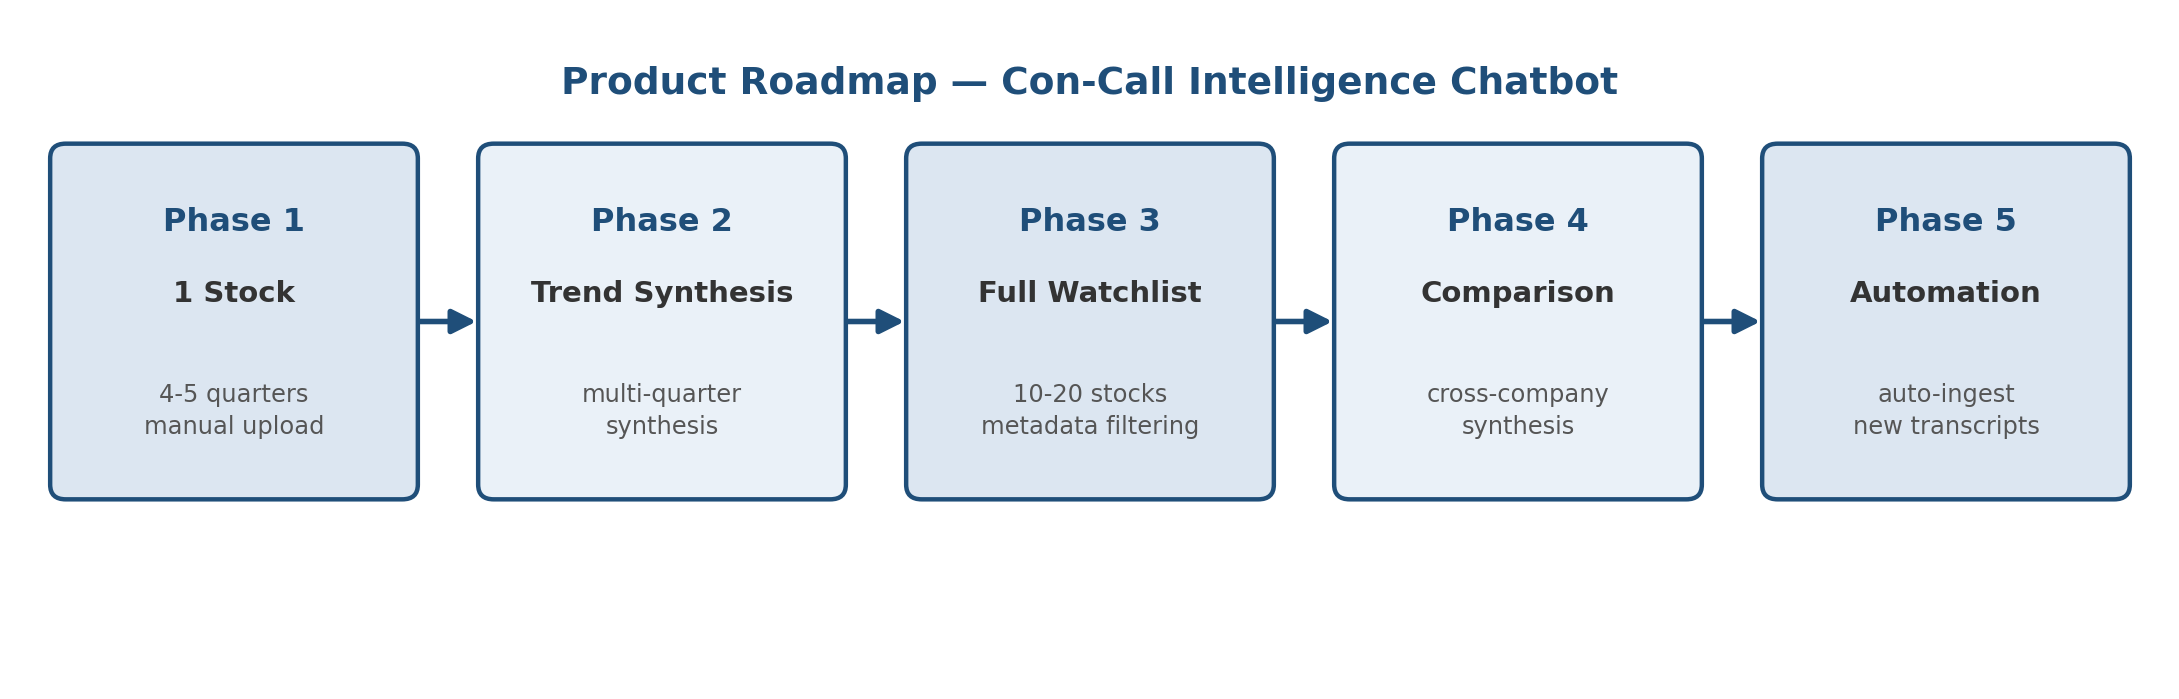 Product Roadmap — Con-Call Intelligence Chatbot
Phase 1
1 Stock
4-5 quarters
manual upload
Phase 2
Trend Synthesis
multi-quarter
synthesis
Phase 3
Full Watchlist
10-20 stocks
metadata filtering
Phase 4
Comparison
cross-company
synthesis
Phase 5
Automation
auto-ingest
new transcripts